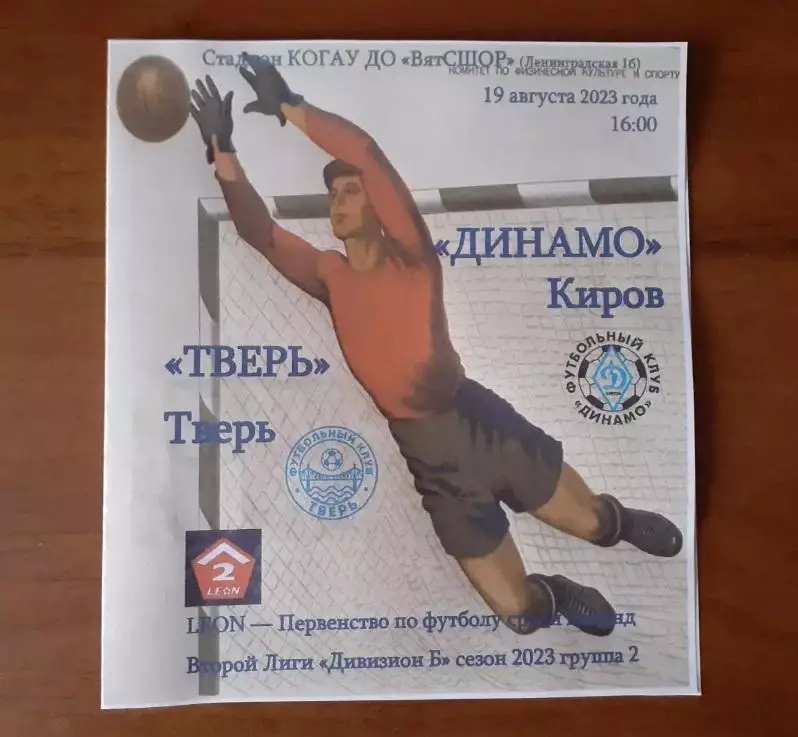 Стадион КОГАУ ДО «ВятСШОР» (Ленинградская 1б)
КОМИТЕТ ПО ФИЗИЧЕСКОЙ КУЛЬТУРЕ И СПОРТУ
19 августа 2023 года
16:00
«ДИНАМО»
Киров
ФУТБОЛЬНЫЙ КЛУБ
«ДИНАМО»
«ТВЕРЬ»
Тверь
ФУТБОЛЬНЫЙ КЛУБ
ТВЕРЬ
2
LEON
LEON — Первенство по футболу среди команд
Второй Лиги «Дивизион Б» сезон 2023 группа 2